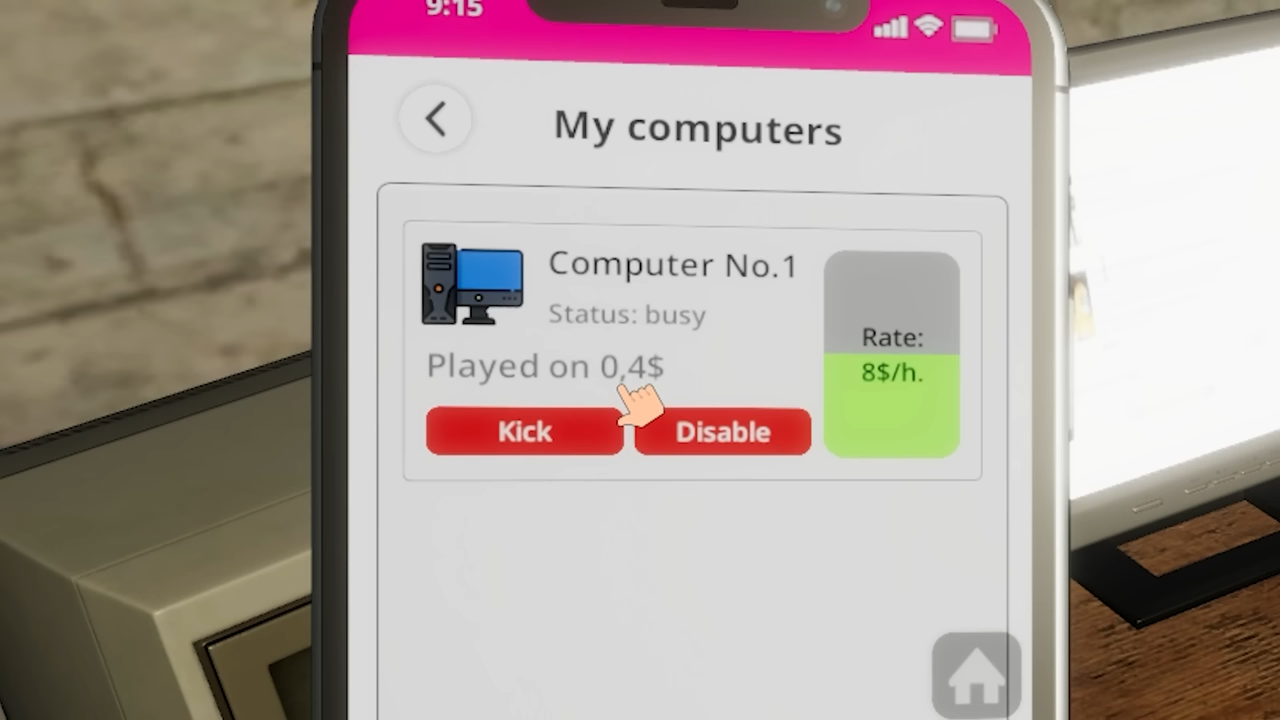 9:15
My computers
Computer No.1
Status: busy
Played on 0,4$
Rate:
8$/h.
Kick
Disable